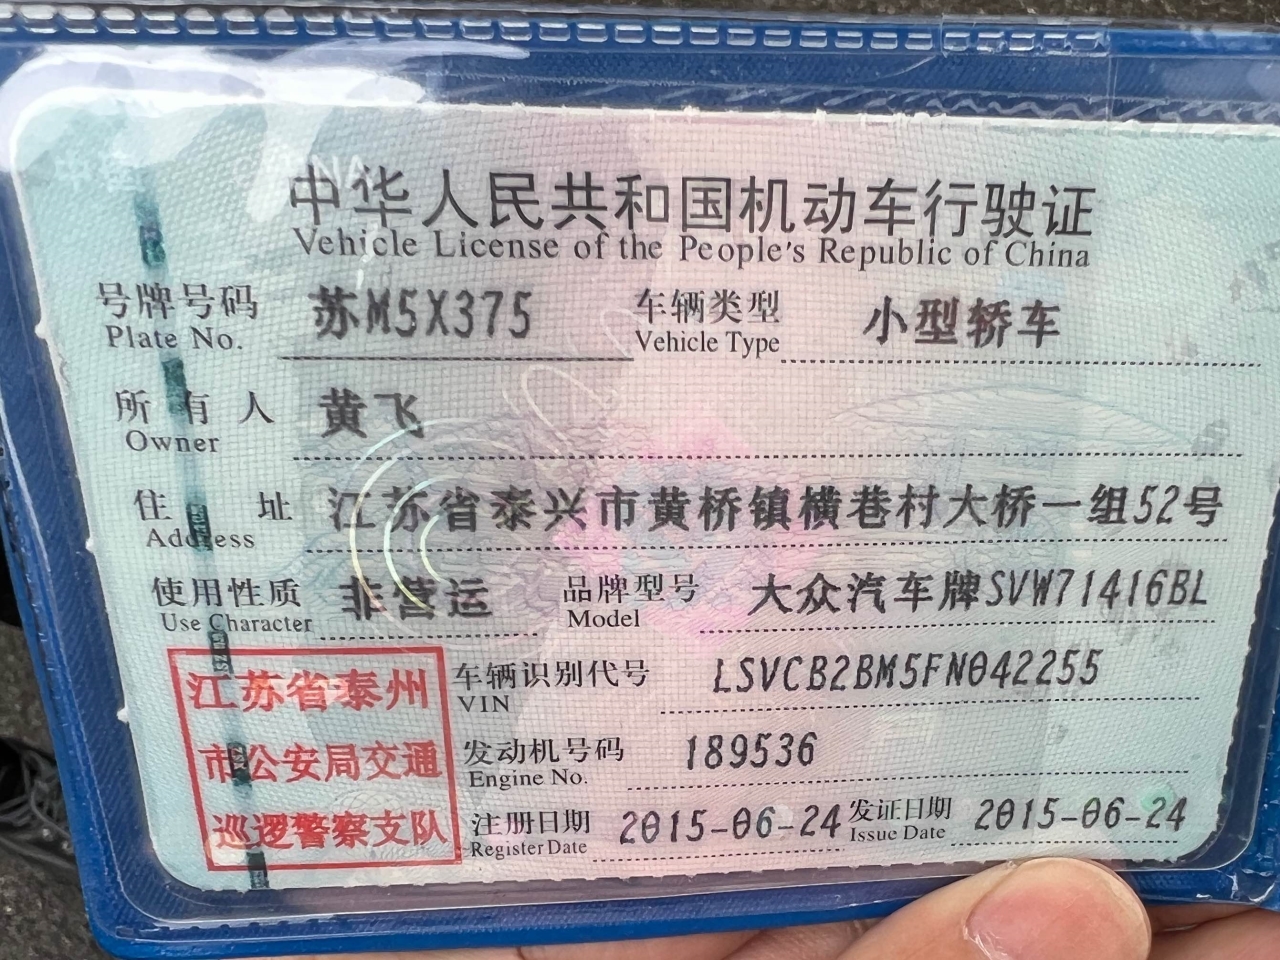 中华人民共和国机动车行驶证
Vehicle License of the People's Republic of China
号牌号码 苏M5X375 车辆类型 小型轿车
Plate No. Vehicle Type
所有人 黄飞
Owner
住址 江苏省泰兴市黄桥镇横巷村大桥一组52号
Address
使用性质 非营运 品牌型号 大众汽车牌SVW71416BL
Use Character Model
江苏省泰州
市公安局交通
巡逻警察支队
车辆识别代号 LSVCB2BM5FN042255
VIN
发动机号码 189536
Engine No.
注册日期 2015-06-24 发证日期 2015-06-24
Register Date Issue Date